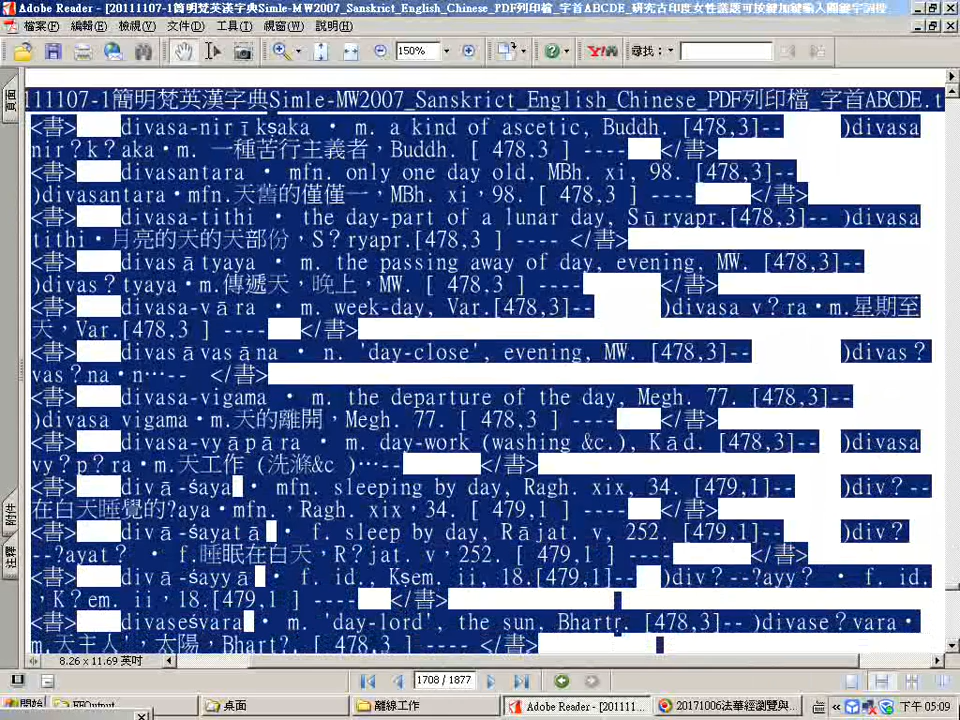 Adobe Reader - [20111107-1簡明梵英漢字典Simle-MW2007_Sanskrict_English_Chinese_PDF列印檔_字首ABCDE_研究古印度女性議題可按加鍵輸入關鍵字詞搜
檔案(F) 編輯(E) 檢視(V) 文件(D) 工具(T) 視窗(W) 說明(H)
150% 尋找：
頁面
111107-1簡明梵英漢字典Simle-MW2007_Sanskrict_English_Chinese_PDF列印檔_字首ABCDE.t
<書> divasa-nirīkṣaka • m. a kind of ascetic, Buddh. [478,3]-- )divasa
nir?k?aka•m. 一種苦行主義者，Buddh. [ 478,3 ] ---- </書>
<書> divasantara • mfn. only one day old, MBh. xi, 98. [478,3]--
)divasantara•mfn.天舊的僅僅一，MBh. xi，98. [ 478,3 ] ---- </書>
<書> divasa-tithi • the day-part of a lunar day, Sūryapr.[478,3]-- )divasa
tithi•月亮的天的天部份，S?ryapr.[478,3 ] ---- </書>
<書> divasātyaya • m. the passing away of day, evening, MW. [478,3]--
)divas?tyaya•m.傳遞天，晚上，MW. [ 478,3 ] ---- </書>
<書> divasa-vāra • m. week-day, Var.[478,3]-- )divasa v?ra•m.星期至
天，Var.[478,3 ] ---- </書>
<書> divasāvasāna • n. 'day-close', evening, MW. [478,3]-- )divas?
vas?na•n…-- </書>
<書> divasa-vigama • m. the departure of the day, Megh. 77. [478,3]--
)divasa vigama•m.天的離開，Megh. 77. [ 478,3 ] ---- </書>
<書> divasa-vyāpāra • m. day-work (washing &c.), Kād. [478,3]-- )divasa
vy?p?ra•m.天工作 (洗滌&c )…-- </書>
<書> divā-śaya • mfn. sleeping by day, Ragh. xix, 34. [479,1]-- )div?--
在白天睡覺的?aya•mfn.，Ragh. xix，34. [ 479,1 ] ---- </書>
<書> divā-śayatā • f. sleep by day, Rājat. v, 252. [479,1]-- )div?
--?ayat? • f.睡眠在白天，R?jat. v，252. [ 479,1 ] ---- </書>
<書> divā-śayyā • f. id., Kṣem. ii, 18.[479,1]-- )div?--?ayy? • f. id.
，K?em. ii，18.[479,1 ] ---- </書>
<書> divaseśvara • m. 'day-lord', the sun, Bhartṛ. [478,3]-- )divase?vara•
m.天主人'，太陽，Bhart?. [ 478,3 ] ---- </書>
附件
注釋
8.26 x 11.69 英吋
1708 / 1877
開始 EEOutput 桌面 離線工作 Adobe Reader - [2011... 20171006法華經瀏覽與... 下午 05:09